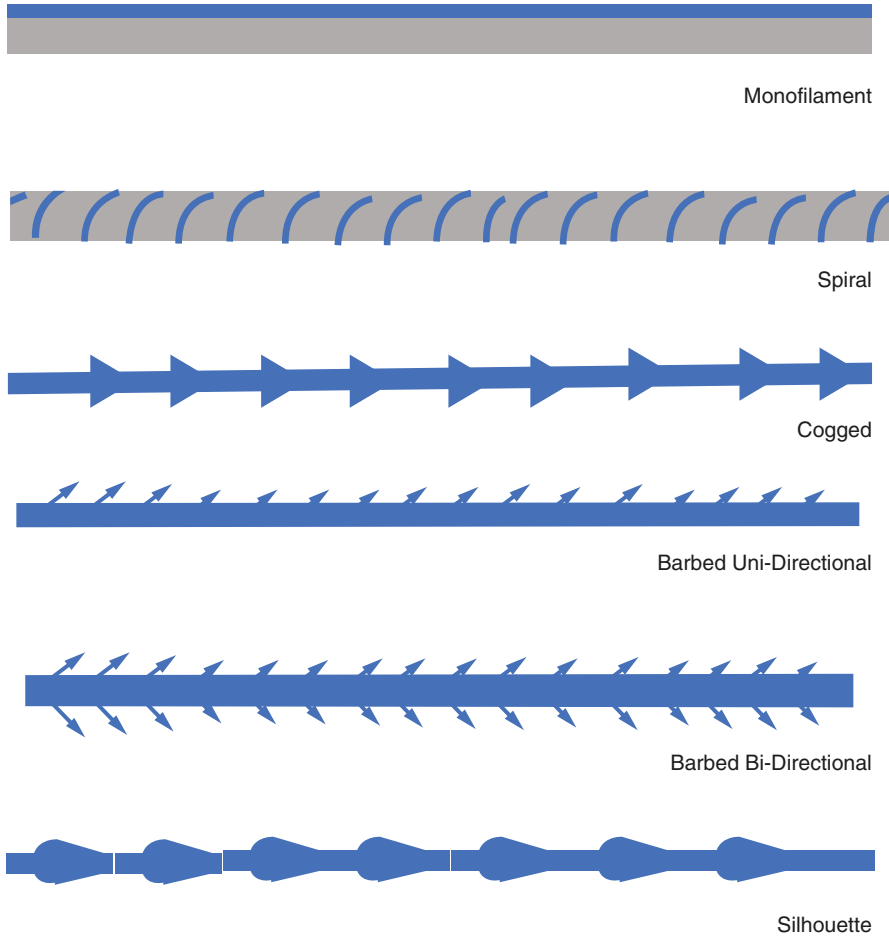 Monofilament
Spiral
Cogged
Barbed Uni-Directional
Barbed Bi-Directional
Silhouette